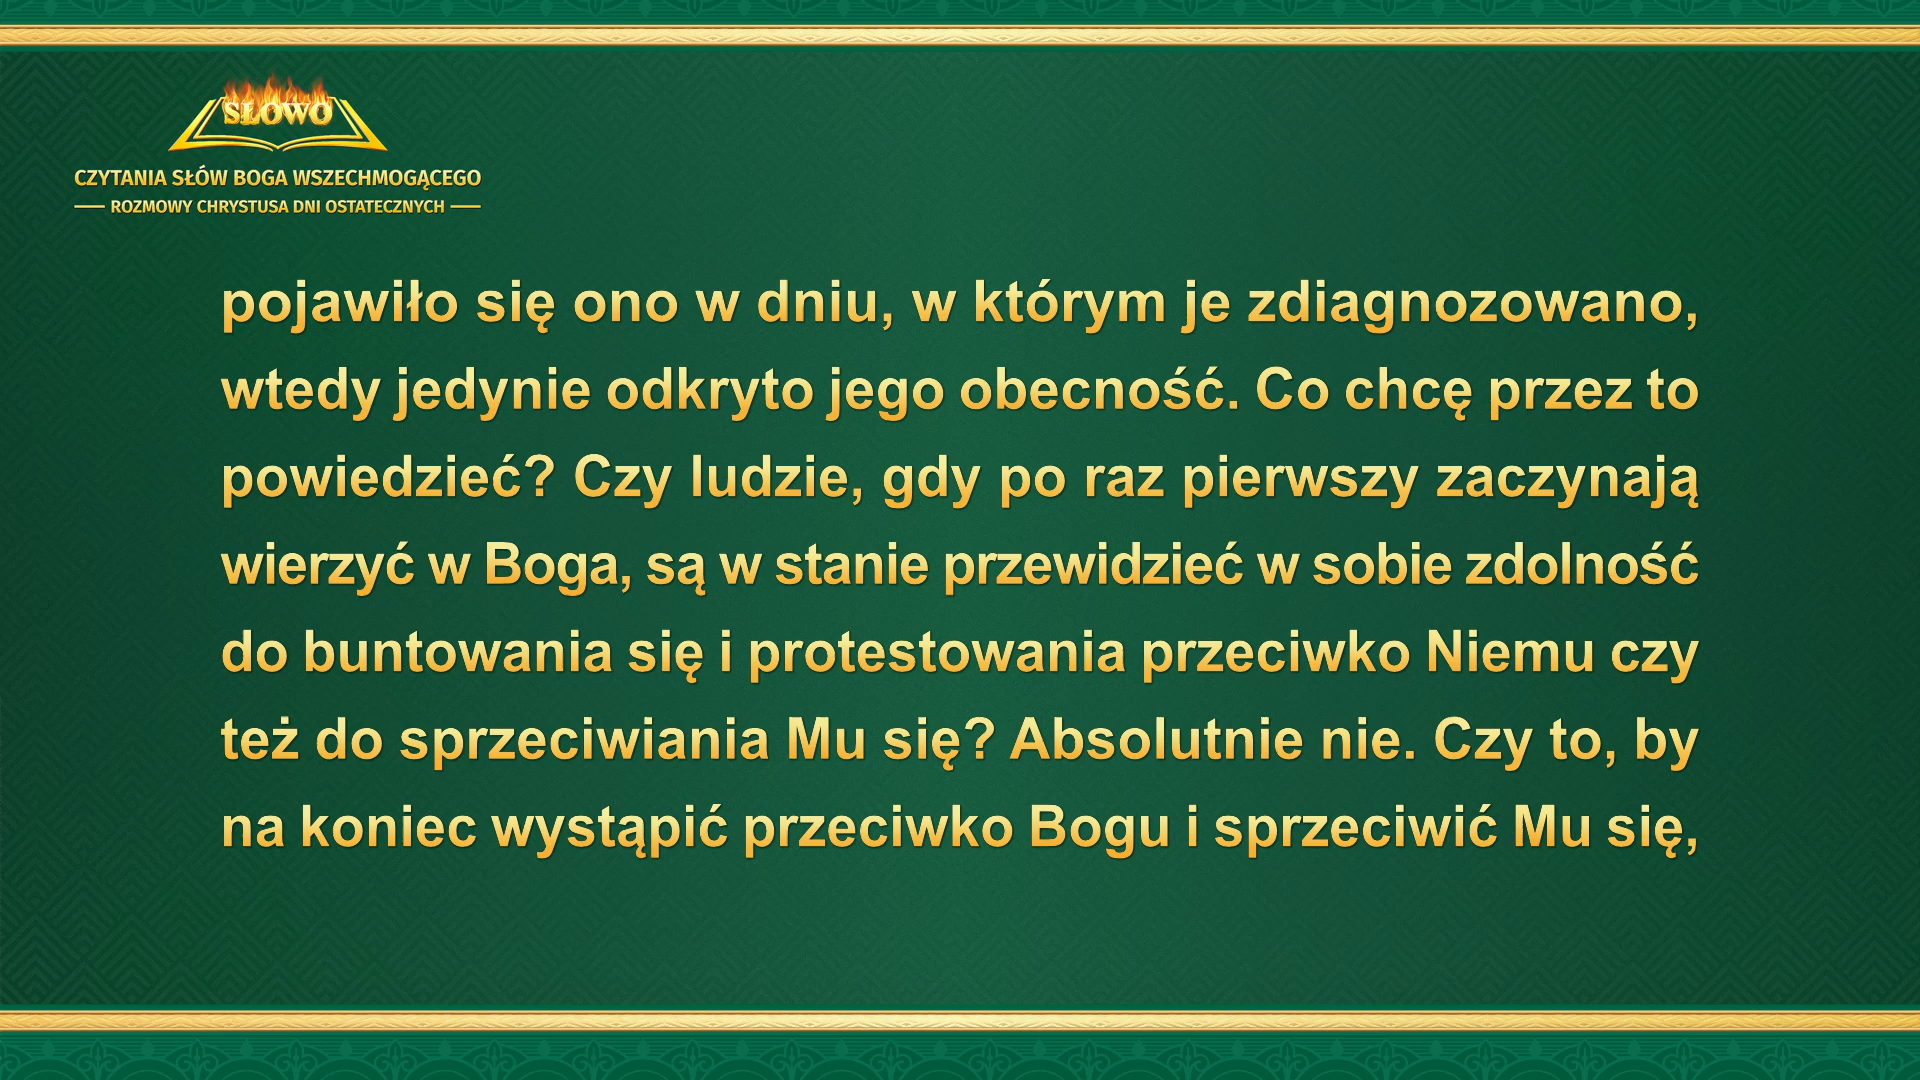 SŁOWO
CZYTANIA SŁÓW BOGA WSZECHMOGĄCEGO
ROZMOWY CHRYSTUSA DNI OSTATECZNYCH
pojawiło się ono w dniu, w którym je zdiagnozowano,
wtedy jedynie odkryto jego obecność. Co chcę przez to
powiedzieć? Czy ludzie, gdy po raz pierwszy zaczynają
wierzyć w Boga, są w stanie przewidzieć w sobie zdolność
do buntowania się i protestowania przeciwko Niemu czy
też do sprzeciwiania Mu się? Absolutnie nie. Czy to, by
na koniec wystąpić przeciwko Bogu i sprzeciwić Mu się,